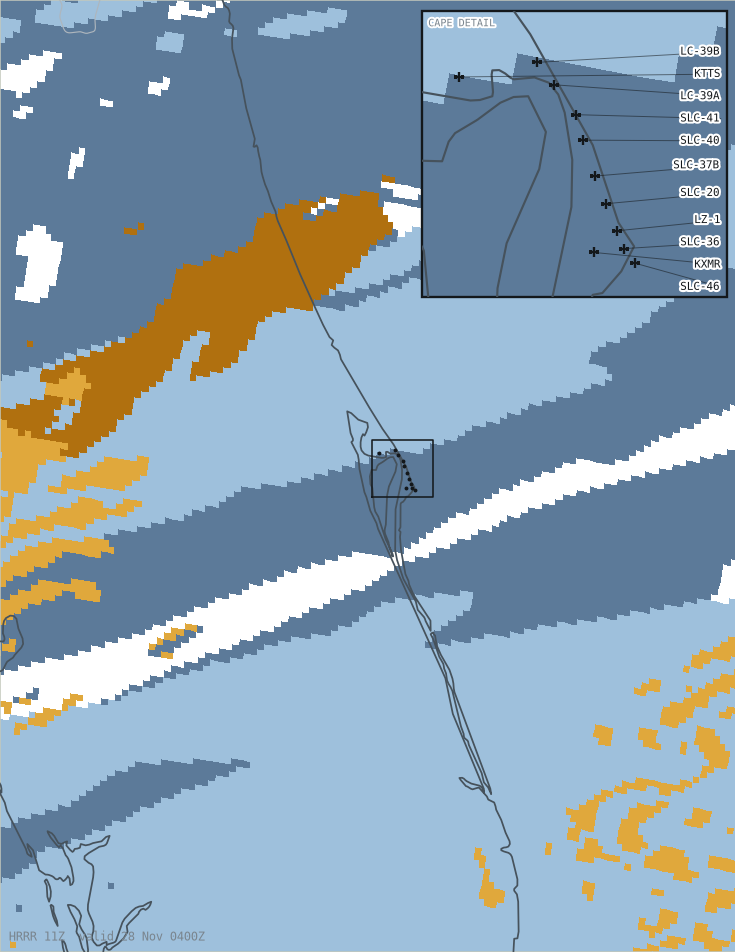 CAPE DETAIL
LC-39B
KTTS
LC-39A
SLC-41
SLC-40
SLC-37B
SLC-20
LZ-1
SLC-36
KXMR
SLC-46
HRRR 11Z valid 28 Nov 0400Z